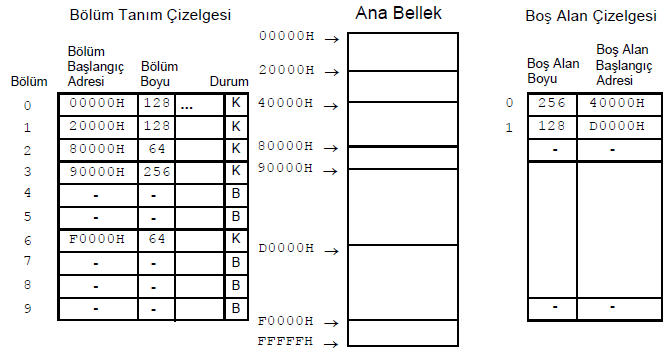 Bölüm Tanım Çizelgesi
Bölüm
Bölüm Başlangıç Adresi
Bölüm Boyu
Durum
0 00000H 128 ... K
1 20000H 128 K
2 80000H 64 K
3 90000H 256 K
4 - - B
5 - - B
6 F0000H 64 K
7 - - B
8 - - B
9 - - B
Ana Bellek
00000H →
20000H →
40000H →
80000H →
90000H →
D0000H →
F0000H →
FFFFFH →
Boş Alan Çizelgesi
Boş Alan Boyu
Boş Alan Başlangıç Adresi
0 256 40000H
1 128 D0000H
- -
- -